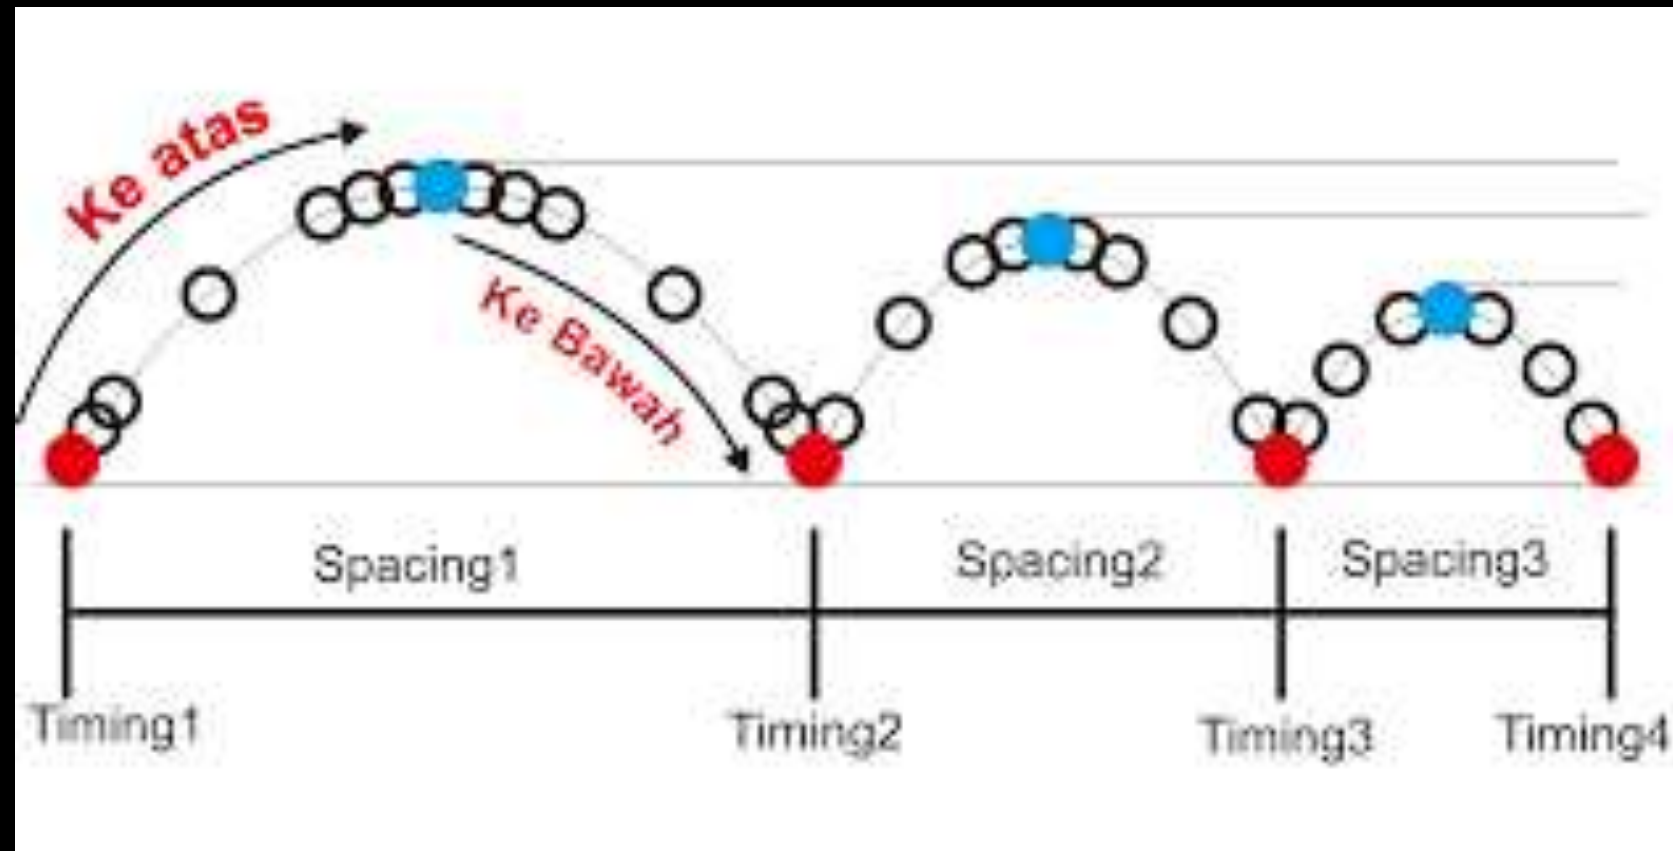 Ke atas
Ke Bawah
Spacing1
Spacing2
Spacing3
Timing1
Timing2
Timing3
Timing4